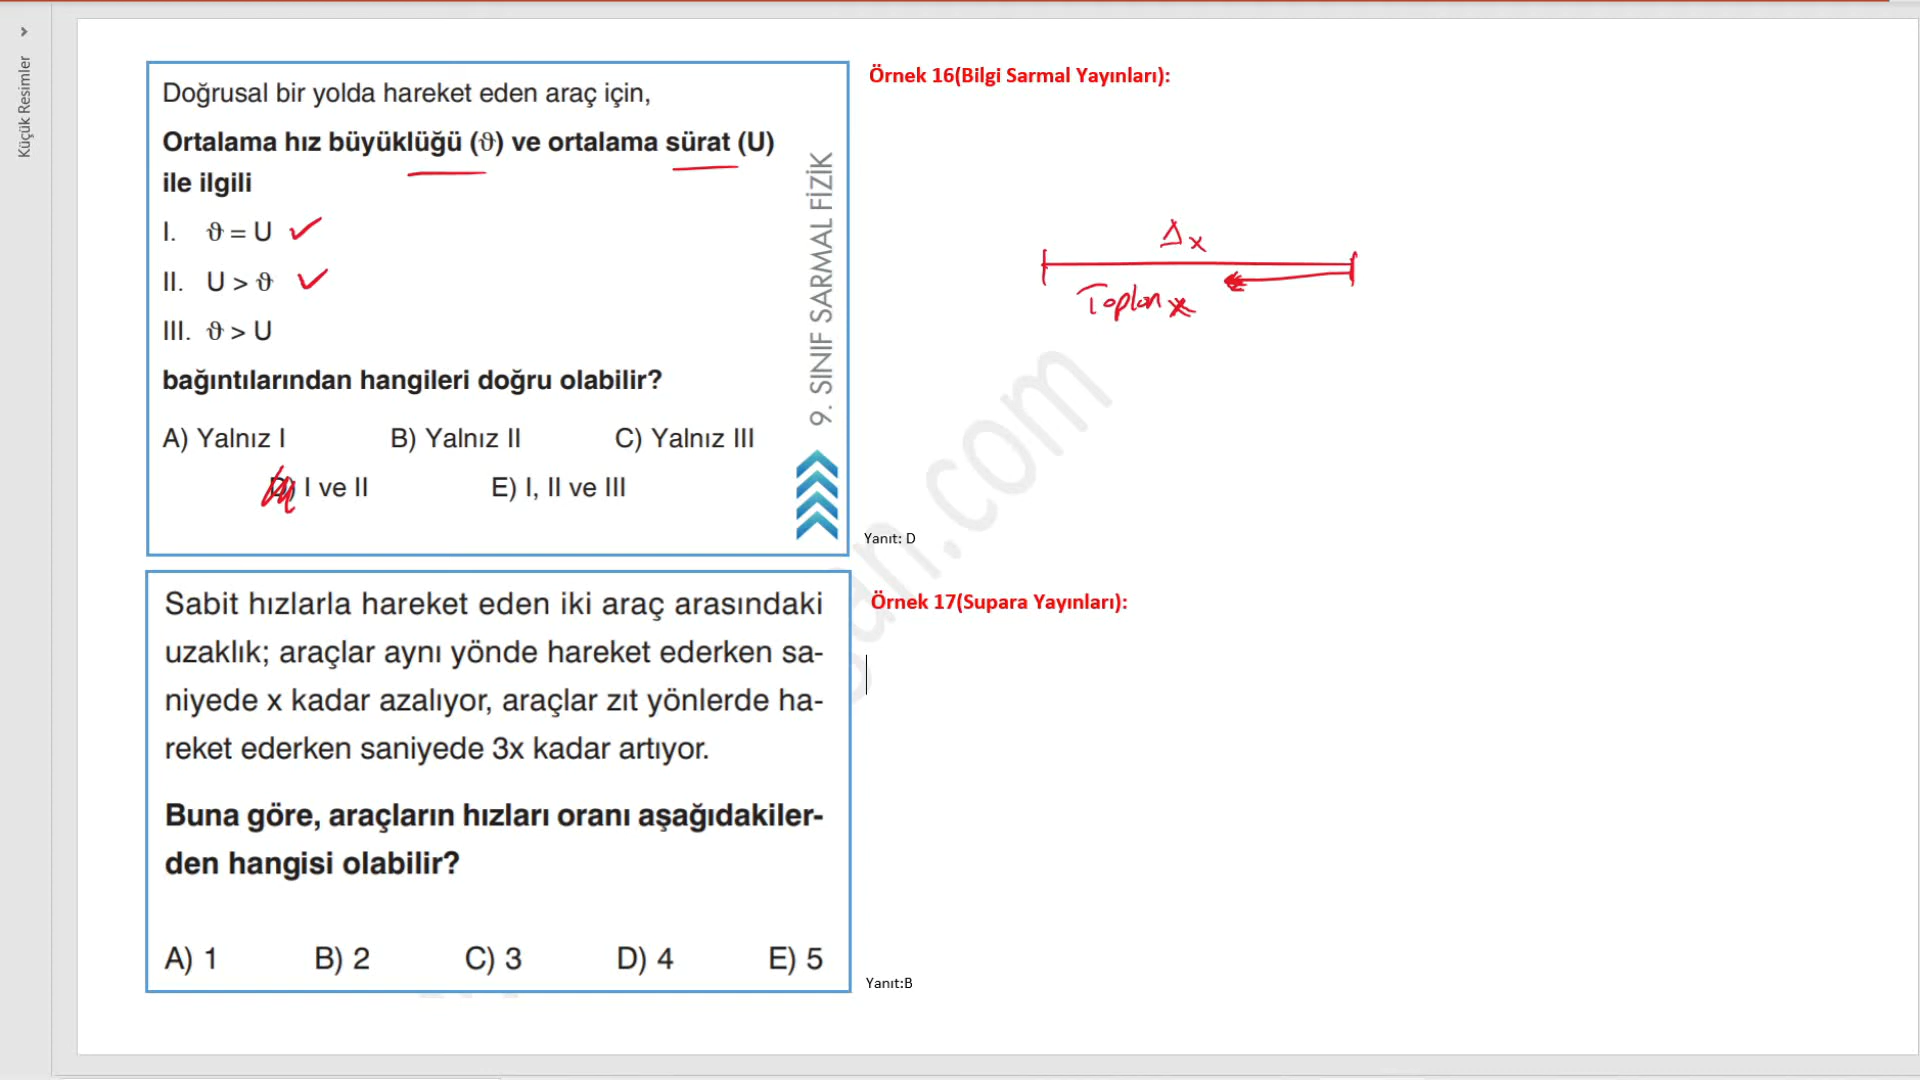 Küçük Resimler
Doğrusal bir yolda hareket eden araç için,
Ortalama hız büyüklüğü (ϑ) ve ortalama sürat (U)
ile ilgili
I. ϑ = U
II. U > ϑ
III. ϑ > U
bağıntılarından hangileri doğru olabilir?
A) Yalnız I B) Yalnız II C) Yalnız III
D) I ve II E) I, II ve III
9. SINIF SARMAL FİZİK
Örnek 16(Bilgi Sarmal Yayınları):
Δx
Toplam x
Yanıt: D
Sabit hızlarla hareket eden iki araç arasındaki
uzaklık; araçlar aynı yönde hareket ederken sa-
niyede x kadar azalıyor, araçlar zıt yönlerde ha-
reket ederken saniyede 3x kadar artıyor.
Buna göre, araçların hızları oranı aşağıdakiler-
den hangisi olabilir?
A) 1 B) 2 C) 3 D) 4 E) 5
Örnek 17(Supara Yayınları):
Yanıt:B
an.com